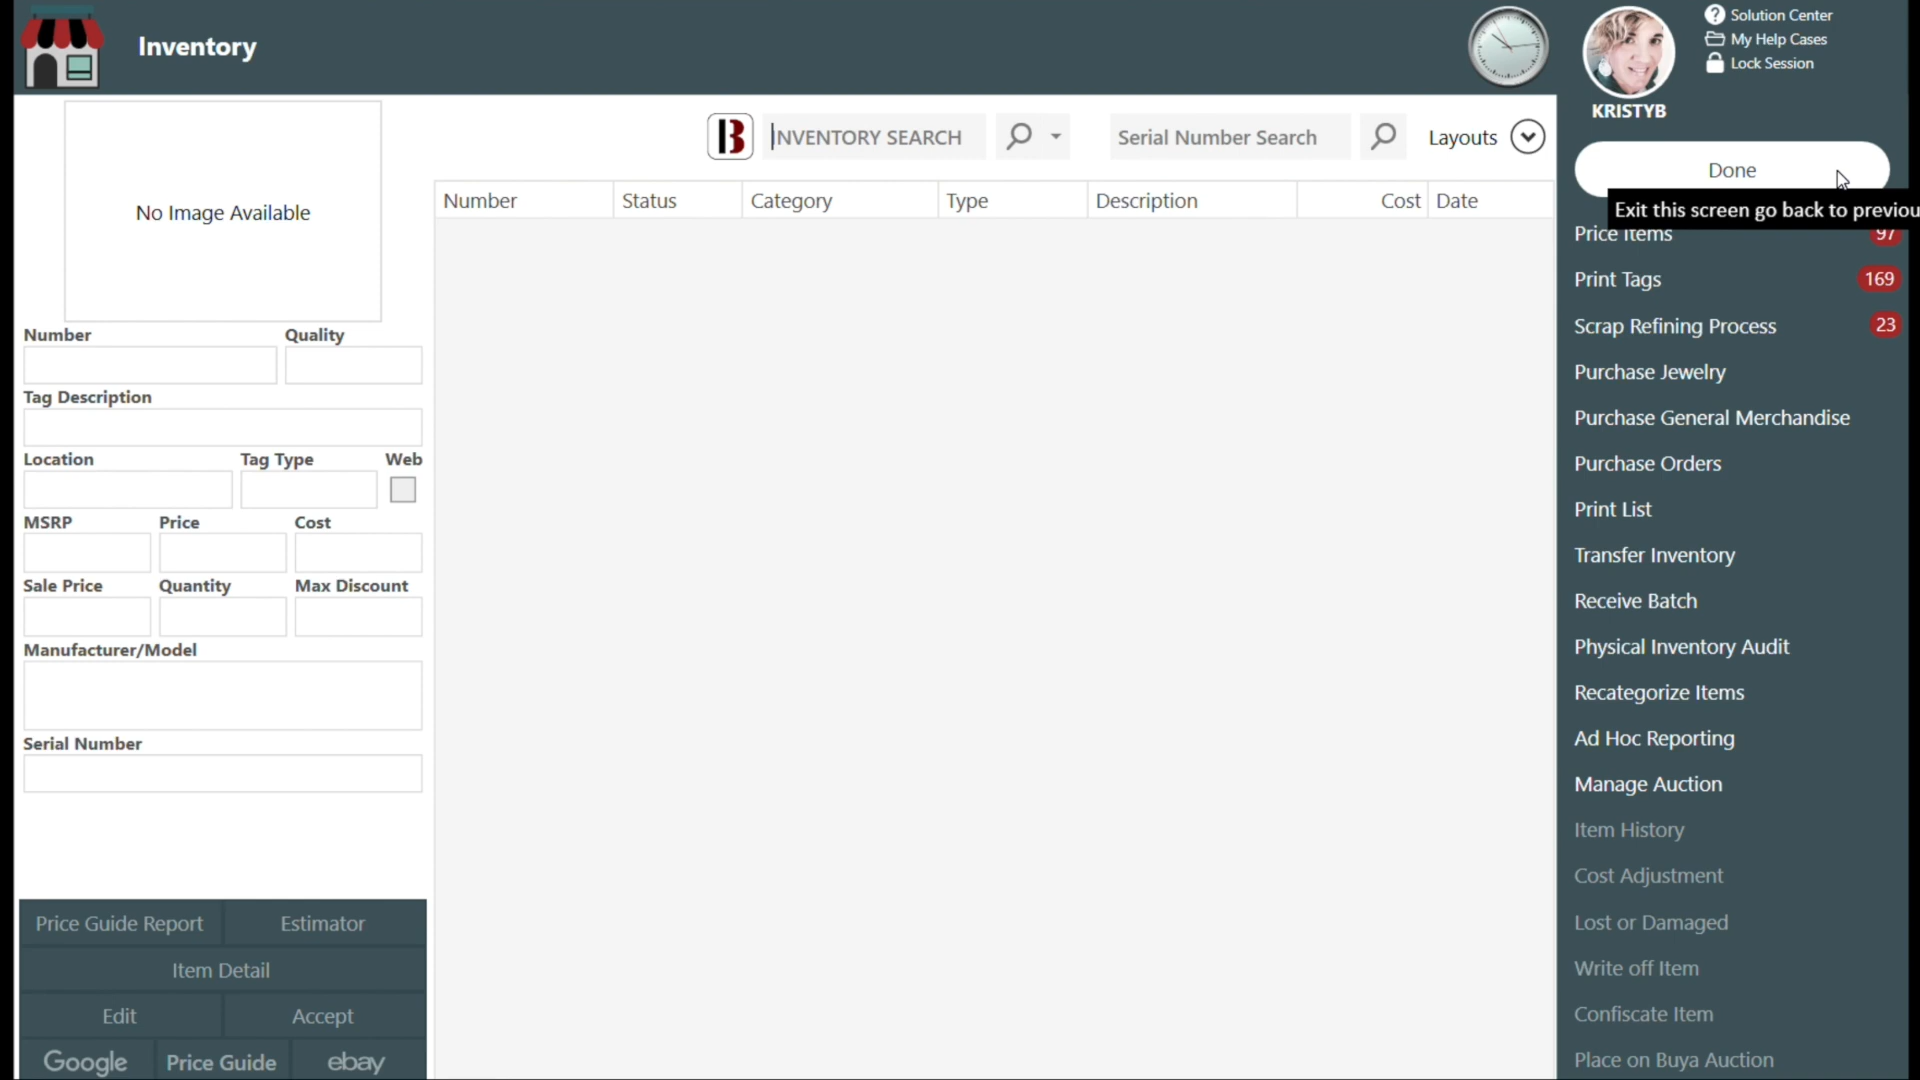 Inventory
Solution Center
My Help Cases
Lock Session
KRISTYB
No Image Available
B
INVENTORY SEARCH
Serial Number Search
Layouts
Done
Exit this screen go back to previou
Number Status Category Type Description Cost Date
Price Items 97
Print Tags 169
Scrap Refining Process 23
Purchase Jewelry
Purchase General Merchandise
Purchase Orders
Print List
Transfer Inventory
Receive Batch
Physical Inventory Audit
Recategorize Items
Ad Hoc Reporting
Manage Auction
Item History
Cost Adjustment
Lost or Damaged
Write off Item
Confiscate Item
Place on Buya Auction
Number Quality
Tag Description
Location Tag Type Web
MSRP Price Cost
Sale Price Quantity Max Discount
Manufacturer/Model
Serial Number
Price Guide Report Estimator
Item Detail
Edit Accept
Google Price Guide ebay